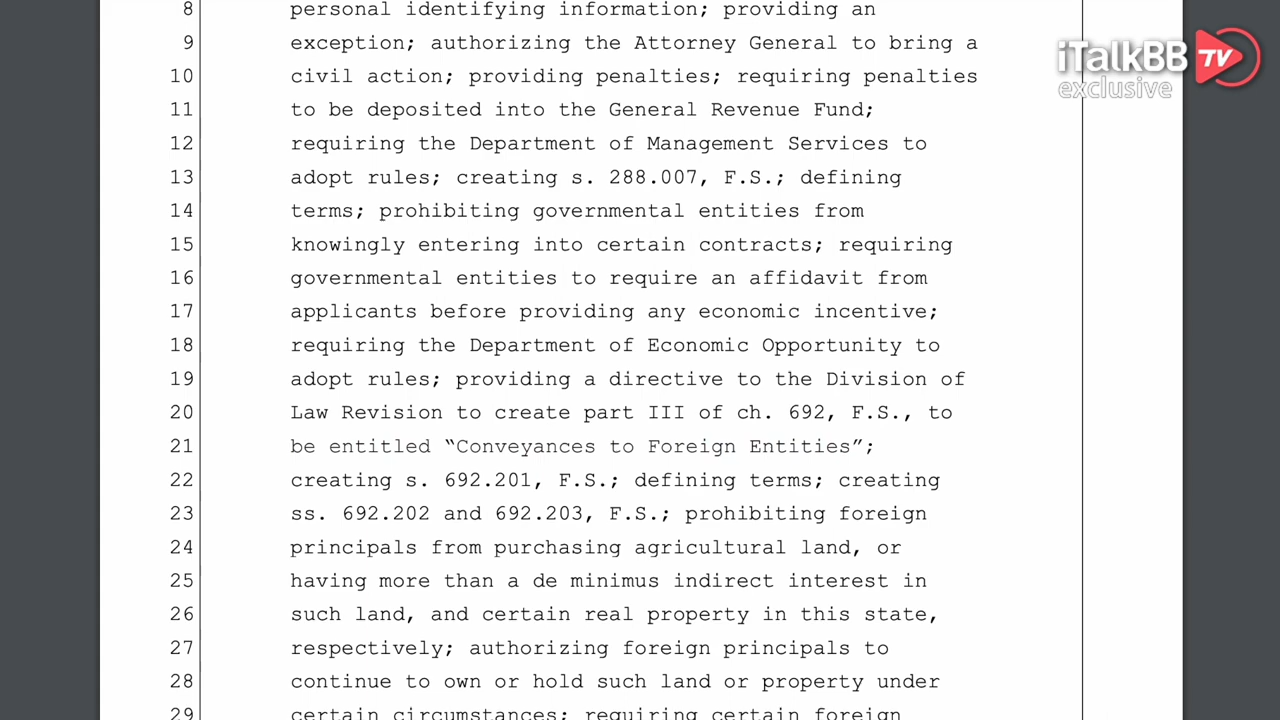 8 personal identifying information; providing an
9 exception; authorizing the Attorney General to bring a
10 civil action; providing penalties; requiring penalties
11 to be deposited into the General Revenue Fund;
12 requiring the Department of Management Services to
13 adopt rules; creating s. 288.007, F.S.; defining
14 terms; prohibiting governmental entities from
15 knowingly entering into certain contracts; requiring
16 governmental entities to require an affidavit from
17 applicants before providing any economic incentive;
18 requiring the Department of Economic Opportunity to
19 adopt rules; providing a directive to the Division of
20 Law Revision to create part III of ch. 692, F.S., to
21 be entitled “Conveyances to Foreign Entities”;
22 creating s. 692.201, F.S.; defining terms; creating
23 ss. 692.202 and 692.203, F.S.; prohibiting foreign
24 principals from purchasing agricultural land, or
25 having more than a de minimus indirect interest in
26 such land, and certain real property in this state,
27 respectively; authorizing foreign principals to
28 continue to own or hold such land or property under
29 certain circumstances; requiring certain foreign
iTalkBB TV
exclusive